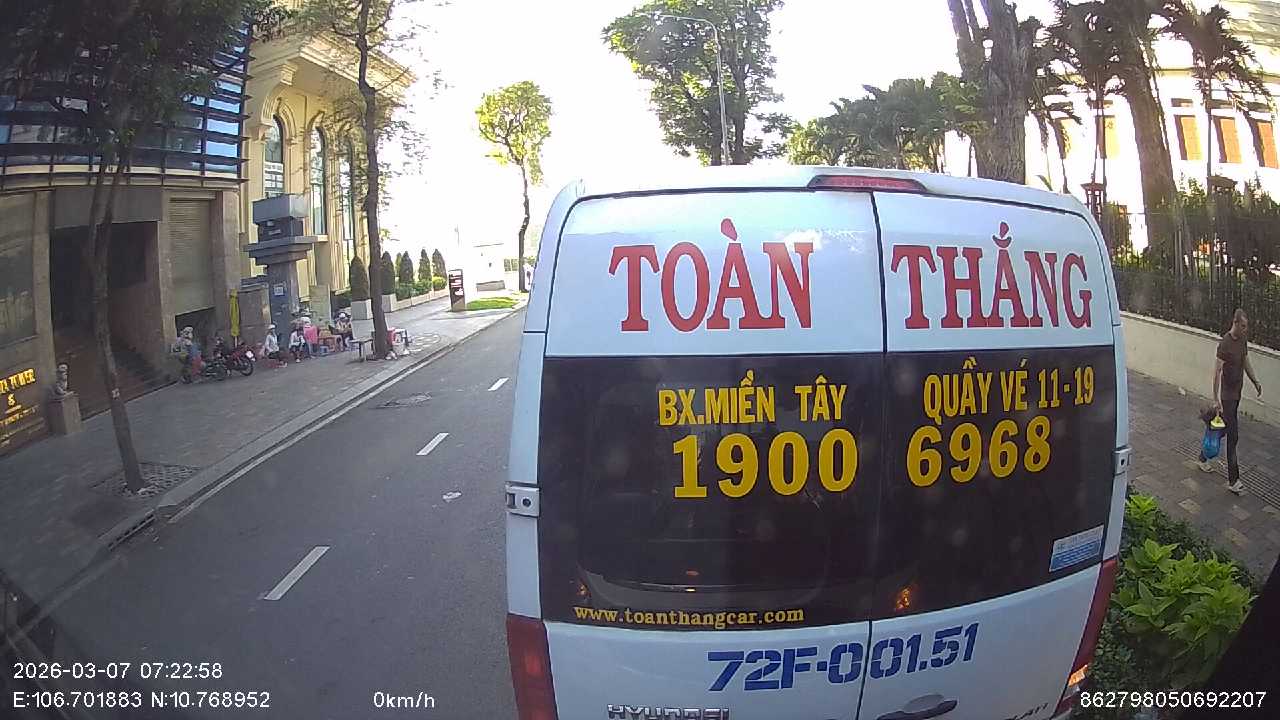 TOÀN THẮNG
BX.MIỀN TÂY QUẦY VÉ 11-19
1900 6968
www.toanthangcar.com
72F-001.51
HYUNDAI
2026-03-07 07:22:58
E:106.701883 N:10.768952 0km/h 862798050692207